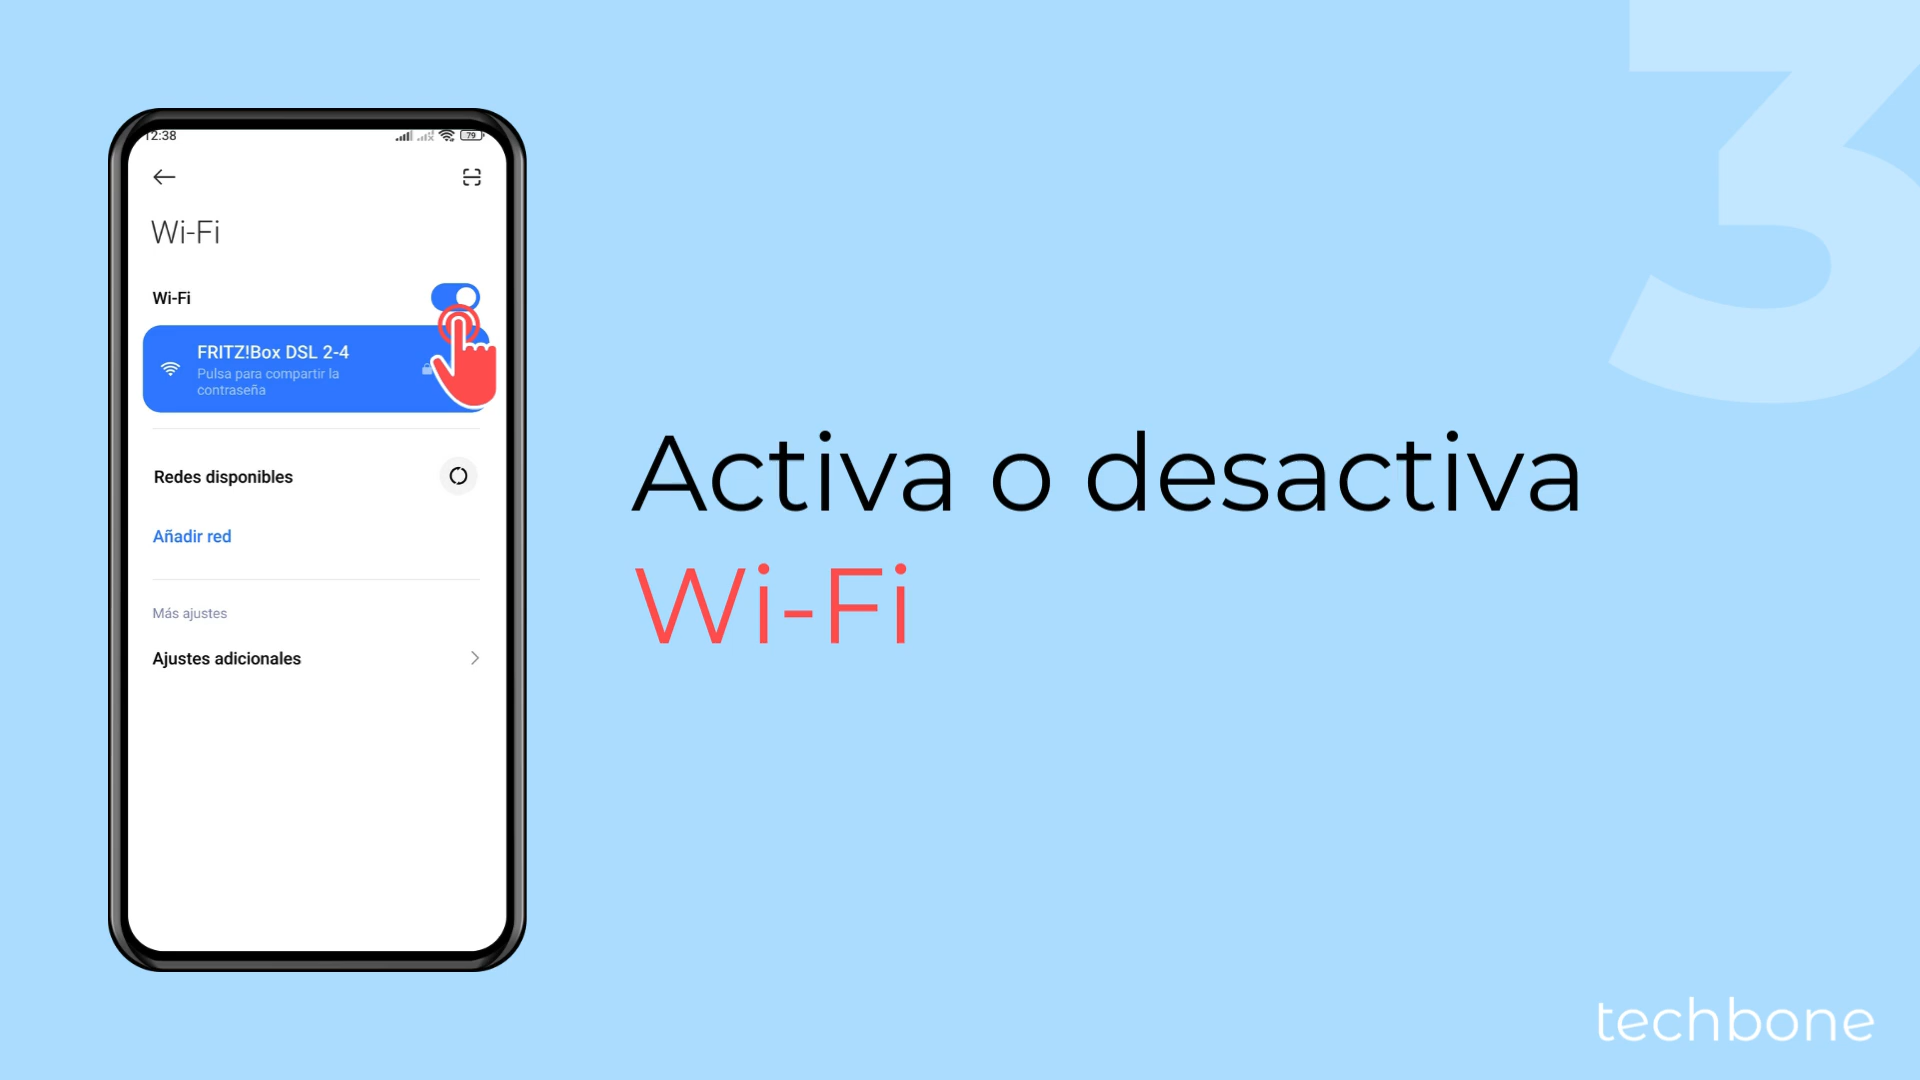 12:38
79
Wi-Fi
Wi-Fi
FRITZ!Box DSL 2-4
Pulsa para compartir la
contraseña
Redes disponibles
Añadir red
Más ajustes
Ajustes adicionales
3
Activa o desactiva
Wi-Fi
techbone